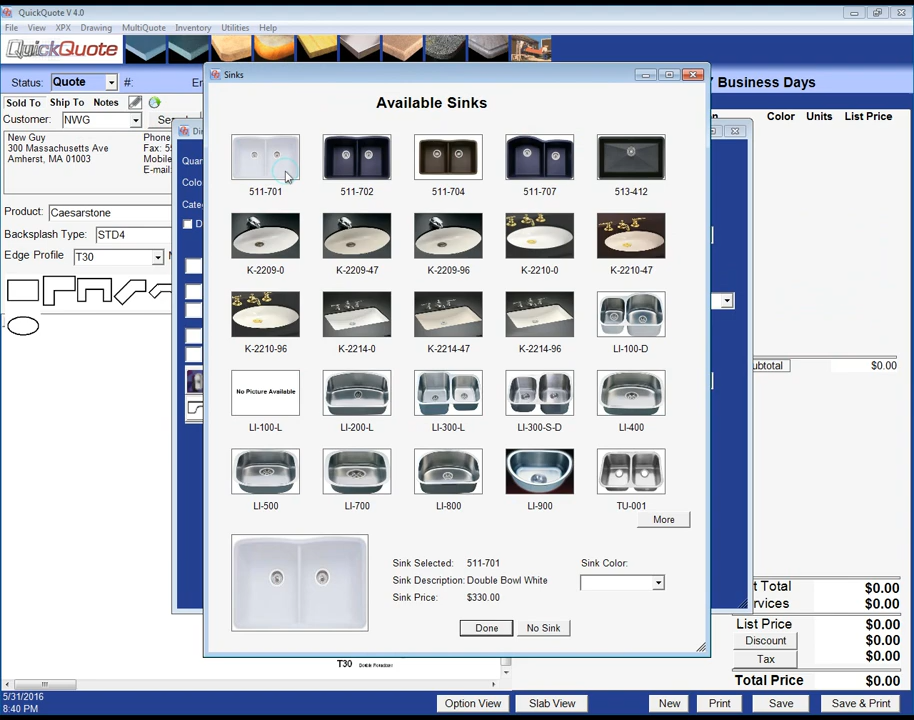 QuickQuote V 4.0
File View XPX Drawing MultiQuote Inventory Utilities Help
QuickQuote
Status: Quote #:
Sold To Ship To Notes
Customer: NWG
New Guy
300 Massachusetts Ave
Amherst, MA 01003
Phone
Fax: 5
Mobile
E-mail:
Product: Caesarstone
Backsplash Type: STD4
Edge Profile T30
Business Days
Color Units List Price
Sinks
Available Sinks
511-701 511-702 511-704 511-707 513-412
K-2209-0 K-2209-47 K-2209-96 K-2210-0 K-2210-47
K-2210-96 K-2214-0 K-2214-47 K-2214-96 LI-100-D
No Picture Available
LI-100-L LI-200-L LI-300-L LI-300-S-D LI-400
LI-500 LI-700 LI-800 LI-900 TU-001
More
Sink Selected: 511-701
Sink Description: Double Bowl White
Sink Price: $330.00
Sink Color:
Done No Sink
ubtotal $0.00
t Total $0.00
rvices $0.00
List Price $0.00
Discount $0.00
Tax $0.00
Total Price $0.00
T30
5/31/2016
8:40 PM
Option View Slab View New Print Save Save & Print